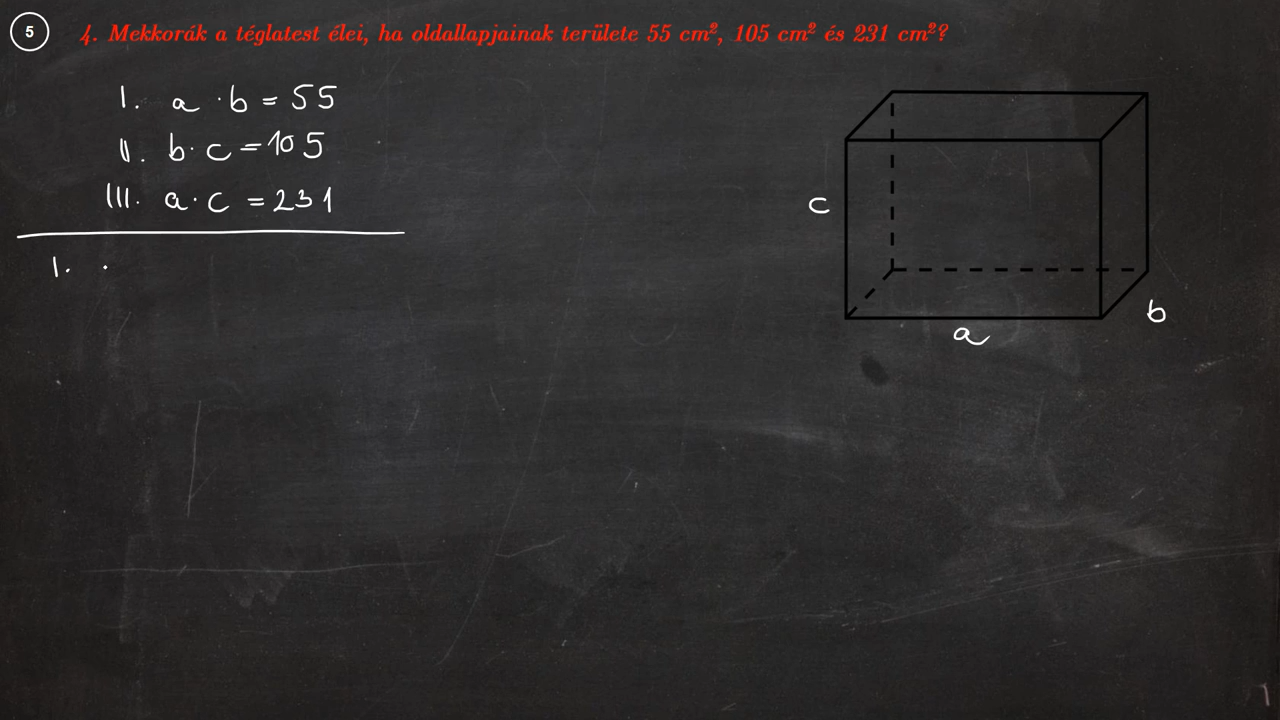 5 4. Mekkorák a téglatest élei, ha oldallapjainak területe 55 cm², 105 cm² és 231 cm²?
I. a · b = 55
II. b · c = 105
III. a · c = 231
I. ·
c
b
a